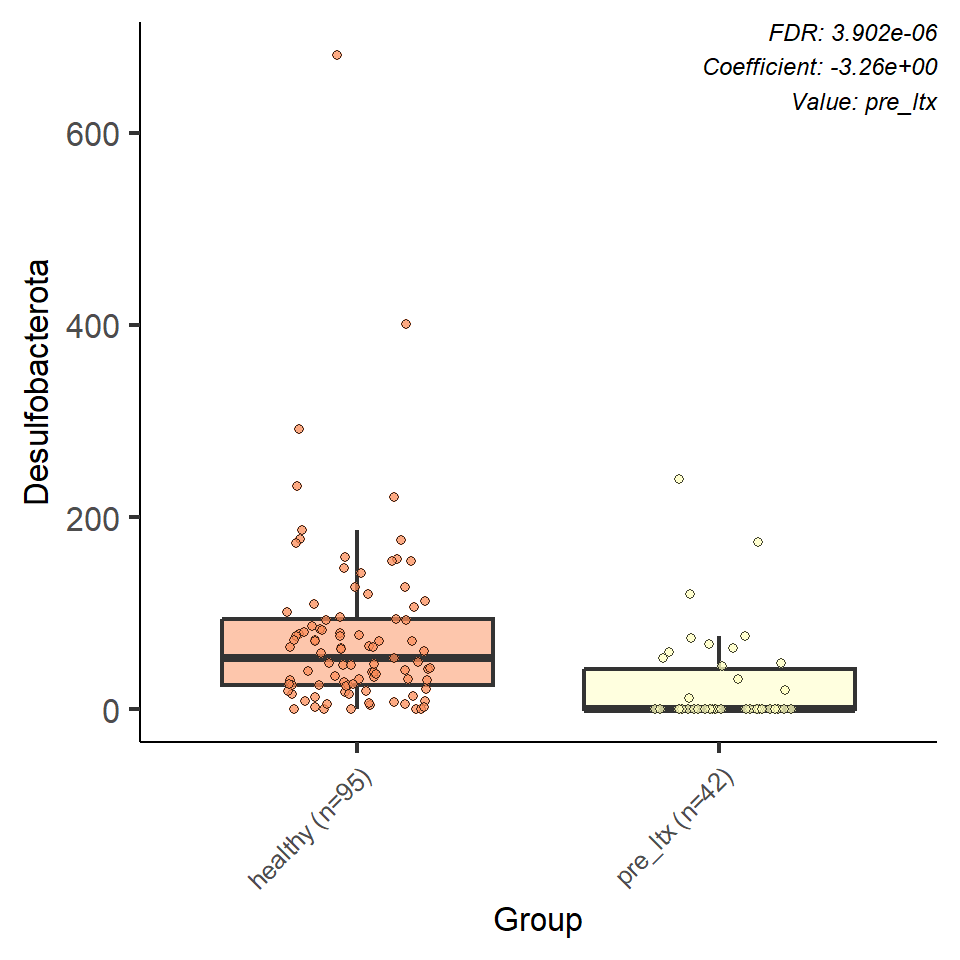 FDR: 3.902e-06
Coefficient: -3.26e+00
Value: pre_ltx
Desulfobacterota
600
400
200
0
healthy (n=95)
pre_ltx (n=42)
Group